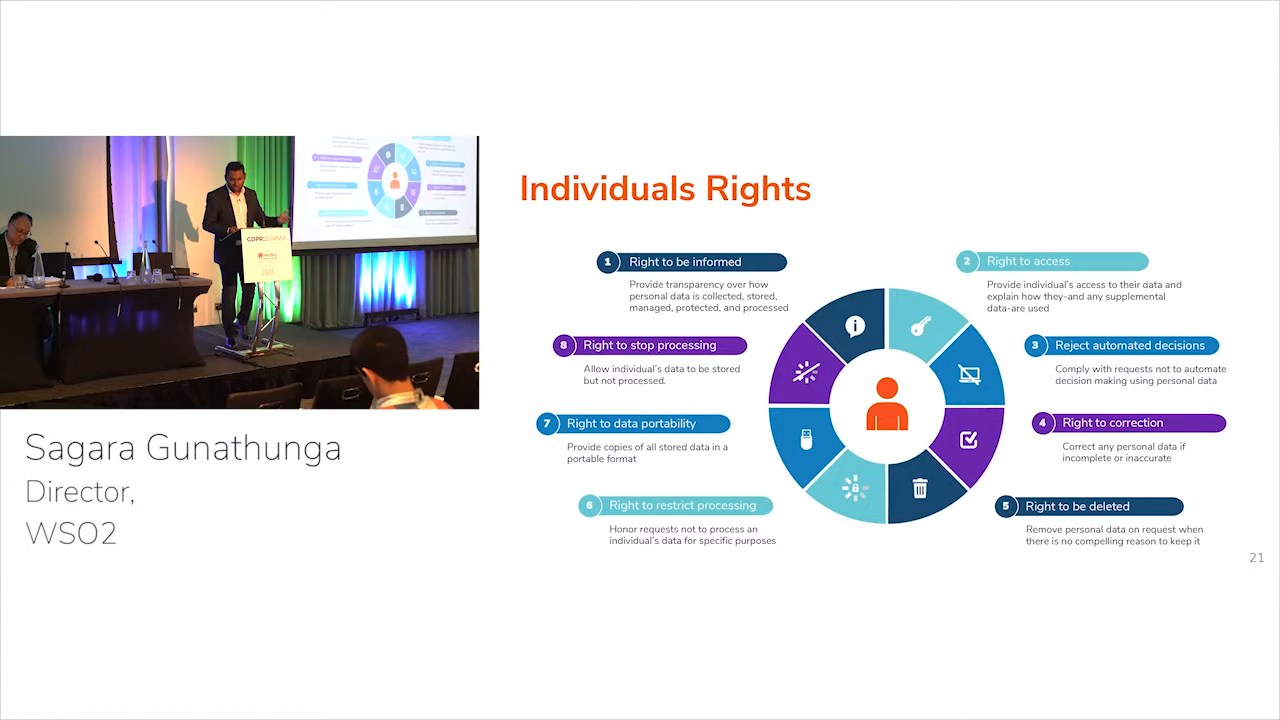 GDPR SUMMIT
Sagara Gunathunga
Director,
WSO2
Individuals Rights
1 Right to be informed
Provide transparency over how
personal data is collected, stored,
managed, protected, and processed
2 Right to access
Provide individual's access to their data and
explain how they-and any supplemental
data-are used
3 Reject automated decisions
Comply with requests not to automate
decision making using personal data
4 Right to correction
Correct any personal data if
incomplete or inaccurate
5 Right to be deleted
Remove personal data on request when
there is no compelling reason to keep it
6 Right to restrict processing
Honor requests not to process an
individual's data for specific purposes
7 Right to data portability
Provide copies of all stored data in a
portable format
8 Right to stop processing
Allow individual's data to be stored
but not processed.
21